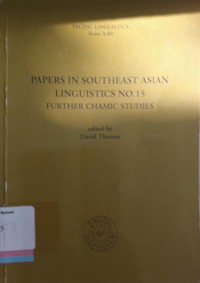 PACIFIC LINGUISTICS
PAPERS IN SOUTHEAST ASIAN
LINGUISTICS NO. 15
FURTHER CHAMIC STUDIES
edited by
David Thomas